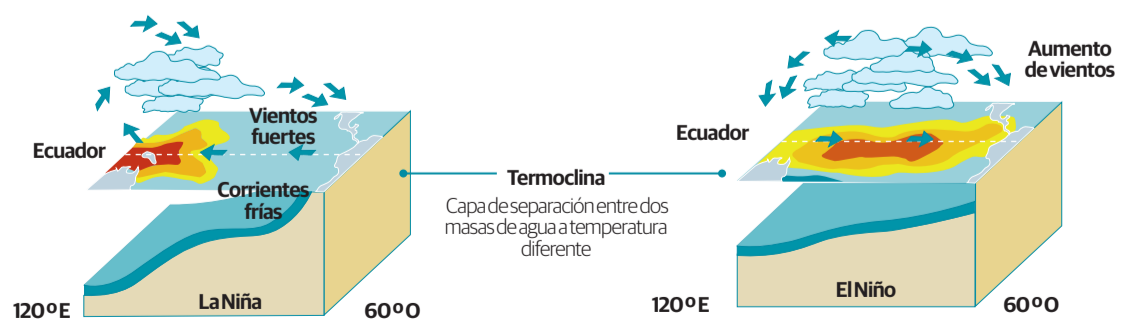 Vientos
fuertes
Ecuador
Corrientes
frías
La Niña
120º E
60º O
Termoclina
Capa de separación entre dos
masas de agua a temperatura
diferente
Aumento
de vientos
Ecuador
El Niño
120º E
60º O